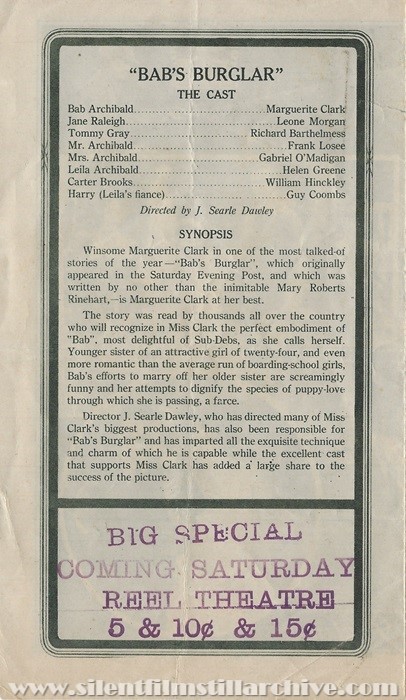 "BAB'S BURGLAR"
THE CAST
Bab Archibald..............................Marguerite Clark
Jane Raleigh..................................Leone Morgan
Tommy Gray...........................Richard Barthelmess
Mr. Archibald................................Frank Losee
Mrs. Archibald.........................Gabriel O'Madigan
Leila Archibald..............................Helen Greene
Carter Brooks...........................William Hinckley
Harry (Leila's fiance)..........................Guy Coombs
Directed by J. Searle Dawley
SYNOPSIS
Winsome Marguerite Clark in one of the most talked-of
stories of the year—"Bab's Burglar", which originally
appeared in the Saturday Evening Post, and which was
written by no other than the inimitable Mary Roberts
Rinehart,—is Marguerite Clark at her best.
The story was read by thousands all over the country
who will recognize in Miss Clark the perfect embodiment of
"Bab", most delightful of Sub-Debs, as she calls herself.
Younger sister of an attractive girl of twenty-four, and even
more romantic than the average run of boarding-school girls,
Bab's efforts to marry off her older sister are screamingly
funny and her attempts to dignify the species of puppy-love
through which she is passing, a farce.
Director J. Searle Dawley, who has directed many of Miss
Clark's biggest productions, has also been responsible for
"Bab's Burglar" and has imparted all the exquisite technique
and charm of which he is capable while the excellent cast
that supports Miss Clark has added a large share to the
success of the picture.
BIG SPECIAL
COMING SATURDAY
REEL THEATRE
5 & 10¢ & 15¢
www.silentfilmstillarchive.com